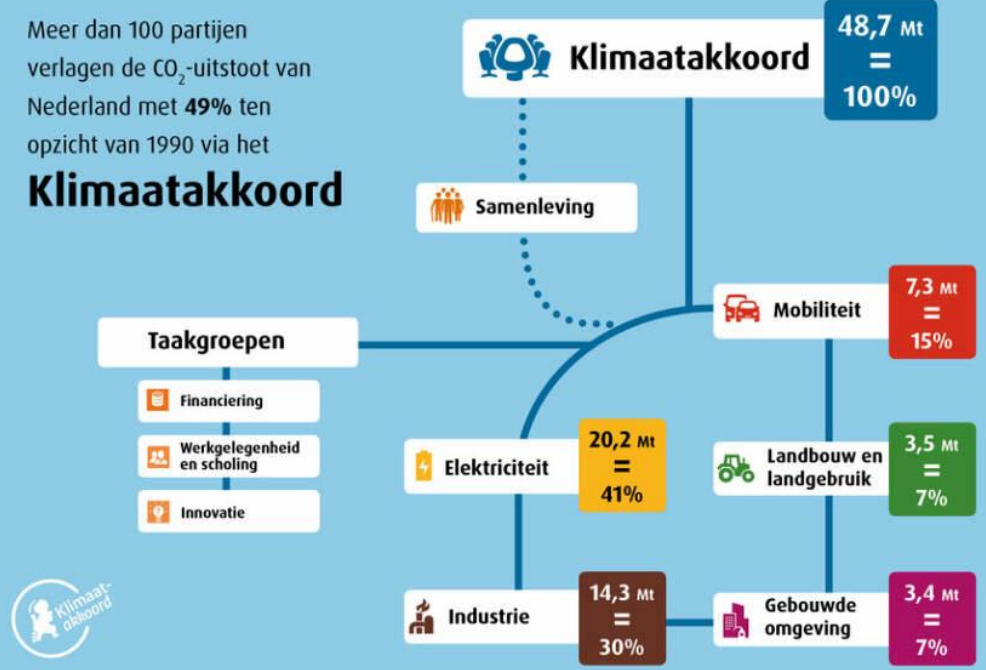 Meer dan 100 partijen
verlagen de CO₂-uitstoot van
Nederland met 49% ten
opzicht van 1990 via het
Klimaatakkoord
Klimaatakkoord
48,7 Mt
=
100%
Samenleving
Mobiliteit
7,3 Mt
=
15%
Taakgroepen
Financiering
Werkgelegenheid
en scholing
Innovatie
Elektriciteit
20,2 Mt
=
41%
Landbouw en
landgebruik
3,5 Mt
=
7%
Industrie
14,3 Mt
=
30%
Gebouwde
omgeving
3,4 Mt
=
7%
Klimaat-
akkoord